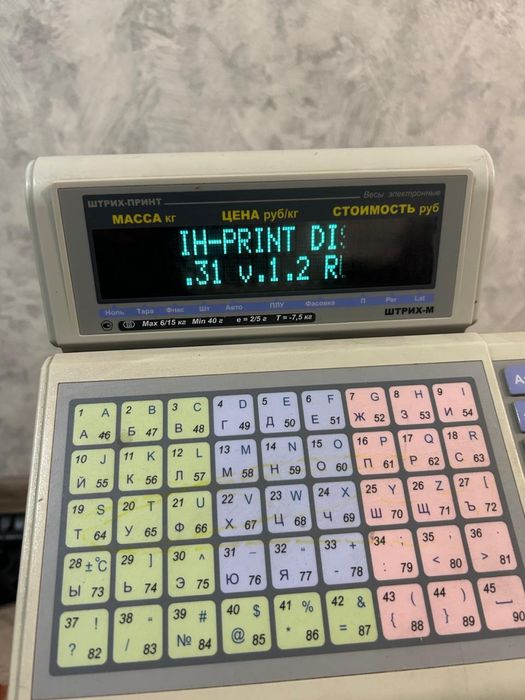 ШТРИХ-ПРИНТ Весы электронные
МАССА кг ЦЕНА руб/кг СТОИМОСТЬ руб
IH-PRINT DI
.31 v.1.2 R
Ноль Тара Фикс Шт Авто ПЛУ Фасовка П Рег Lat
Max 6/15 кг Min 40 г e = 2/5 г T = -7,5 кг ШТРИХ-М
1 A 2 B 3 C 4 D 5 E 6 F 7 G 8 H 9 I
А 46 Б 47 В 48 Г 49 Д 50 Е 51 Ж 52 З 53 И 54
10 J 11 K 12 L 13 M 14 N 15 O 16 P 17 Q 18 R
Й 55 К 56 Л 57 М 58 Н 59 О 60 П 61 Р 62 С 63
19 S 20 T 21 U 22 V 23 W 24 X 25 Y 26 Z 27 [
Т 64 У 65 Ф 66 Х 67 Ц 68 Ч 69 Ш 70 Щ 71 Ъ 72
28 ±°C 29 ] 30 ^ 31 – 32 “ 33 + 34 . 35 ' 36 ,
Ы 73 Ь 74 Э 75 Ю 76 Я 77 - 78 : 79 < 80 > 81
37 ! 38 “ 39 # 40 $ 41 % 42 & 43 ( 44 ) 45 _
? 82 / 83 № 84 @ 85 * 86 = 87 { 88 } 89 90